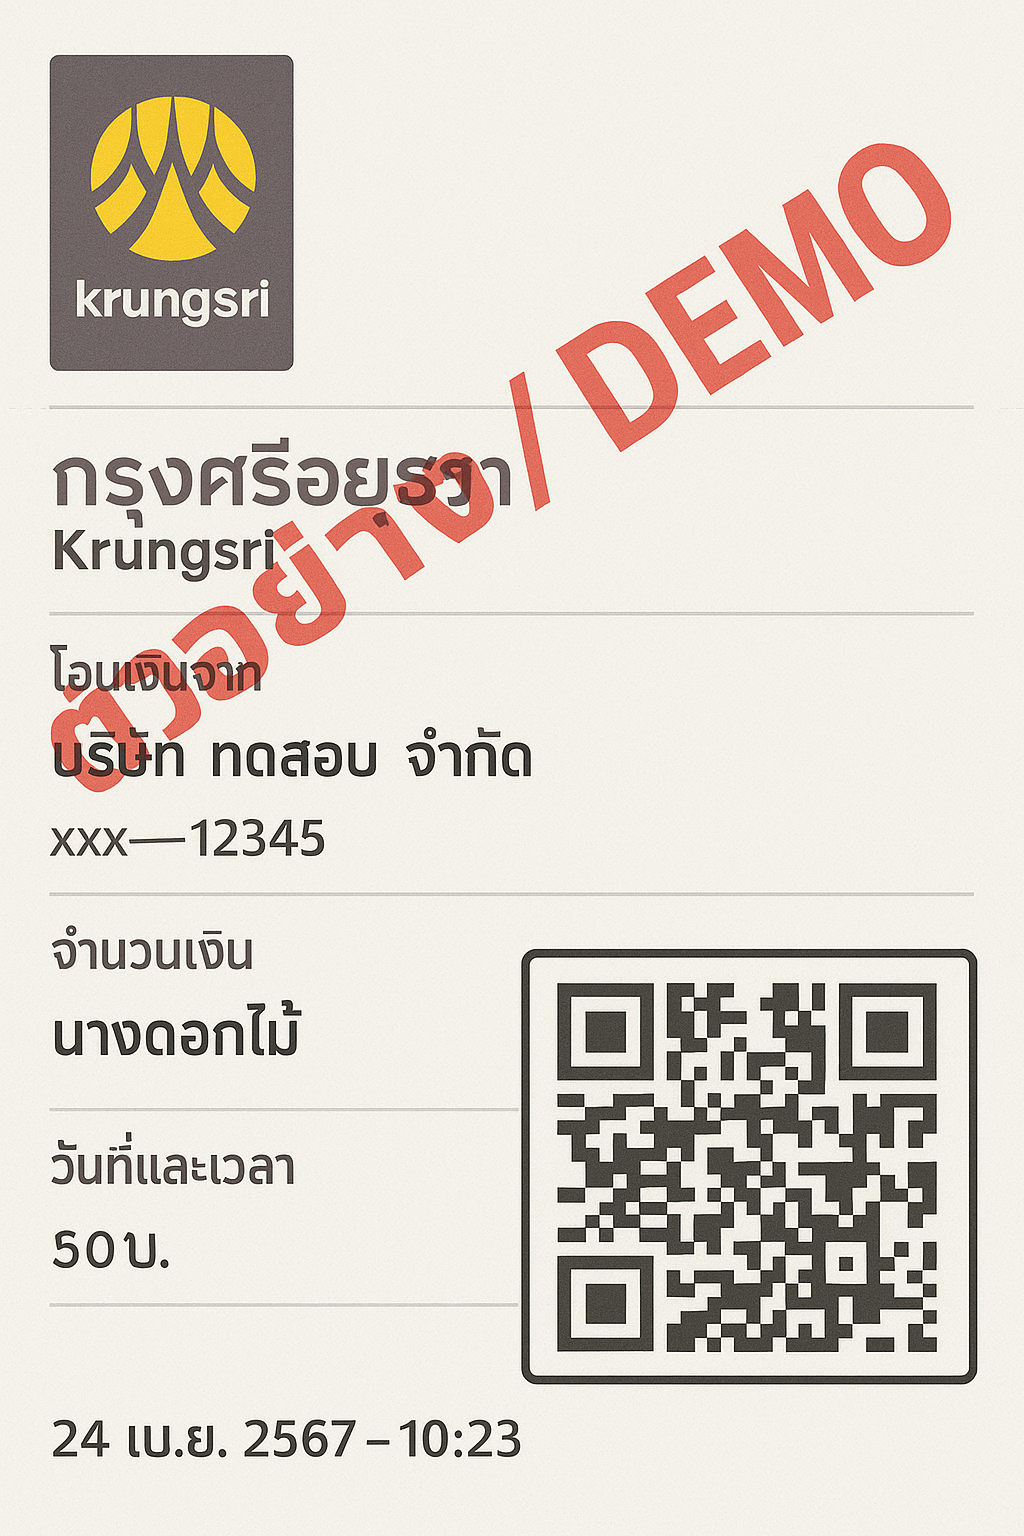 krungsri
ตัวอย่าง / DEMO
กรุงศรีอยุธยา
Krungsri
โอนเงินจาก
บริษัท ทดสอบ จำกัด
xxx—12345
จำนวนเงิน
นางดอกไม้
วันที่และเวลา
50 บ.
24 เบ.ย. 2567 – 10:23